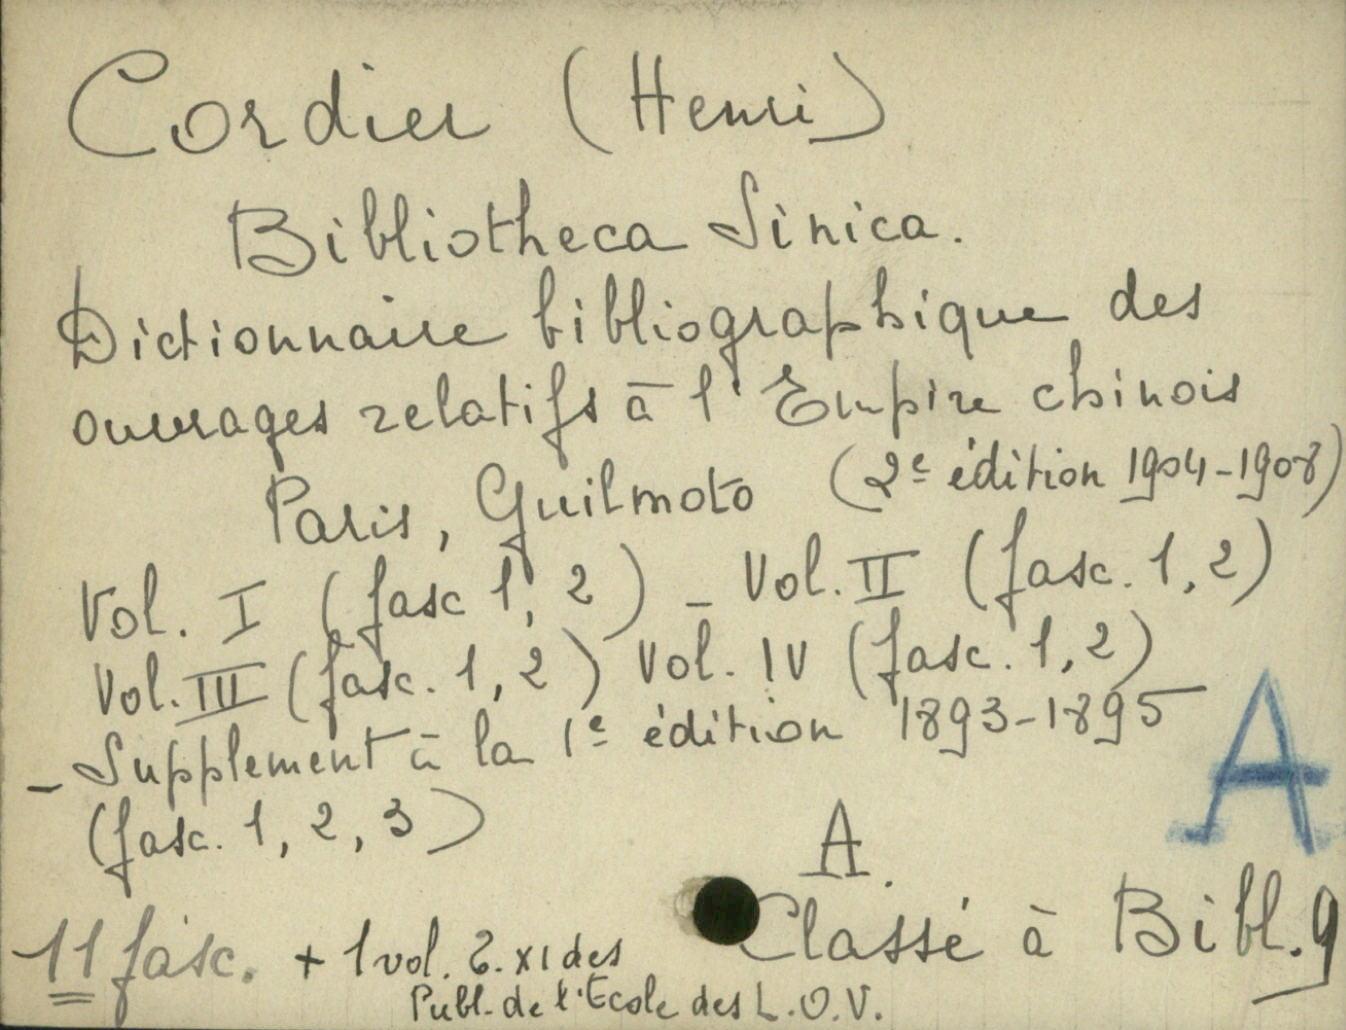 Cordier (Henri)
Bibliotheca Sinica.
Dictionnaire bibliographique des
ouvrages relatifs à l'Empire chinois
Paris, Guilmoto (2e édition 1904-1908)
Vol. I (fasc 1, 2) - Vol. II (fasc. 1, 2)
Vol. III (fasc. 1, 2) Vol. IV (fasc. 1, 2)
- Supplement à la 1e édition 1893-1895
(fasc. 1, 2, 3)
A
A.
Classé à Bibl. 9
11 fasc. + 1 vol. T. XI des
Publ. de l'Ecole des L.O.V.